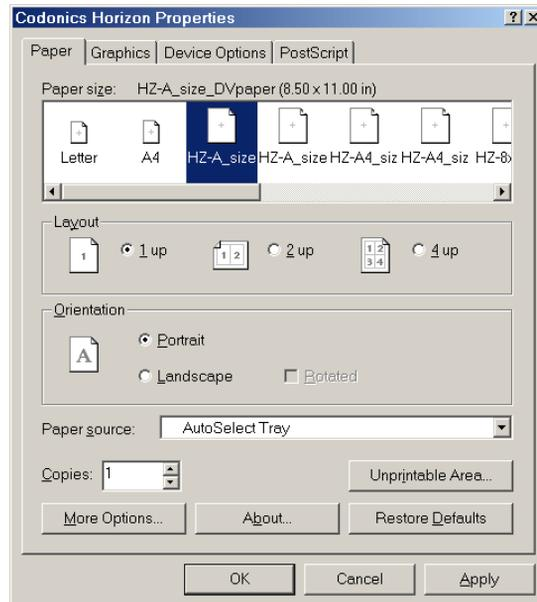 Codonics Horizon Properties
Paper Graphics Device Options PostScript
Paper size: HZ-A_size_DVpaper (8.50 x 11.00 in)
Letter A4 HZ-A_size HZ-A_size HZ-A4_siz HZ-A4_siz HZ-8x
Layout
1 1 up 1 2 2 up 1 2 3 4 4 up
Orientation
A Portrait
Landscape Rotated
Paper source: AutoSelect Tray
Copies: 1 Unprintable Area...
More Options... About... Restore Defaults
OK Cancel Apply